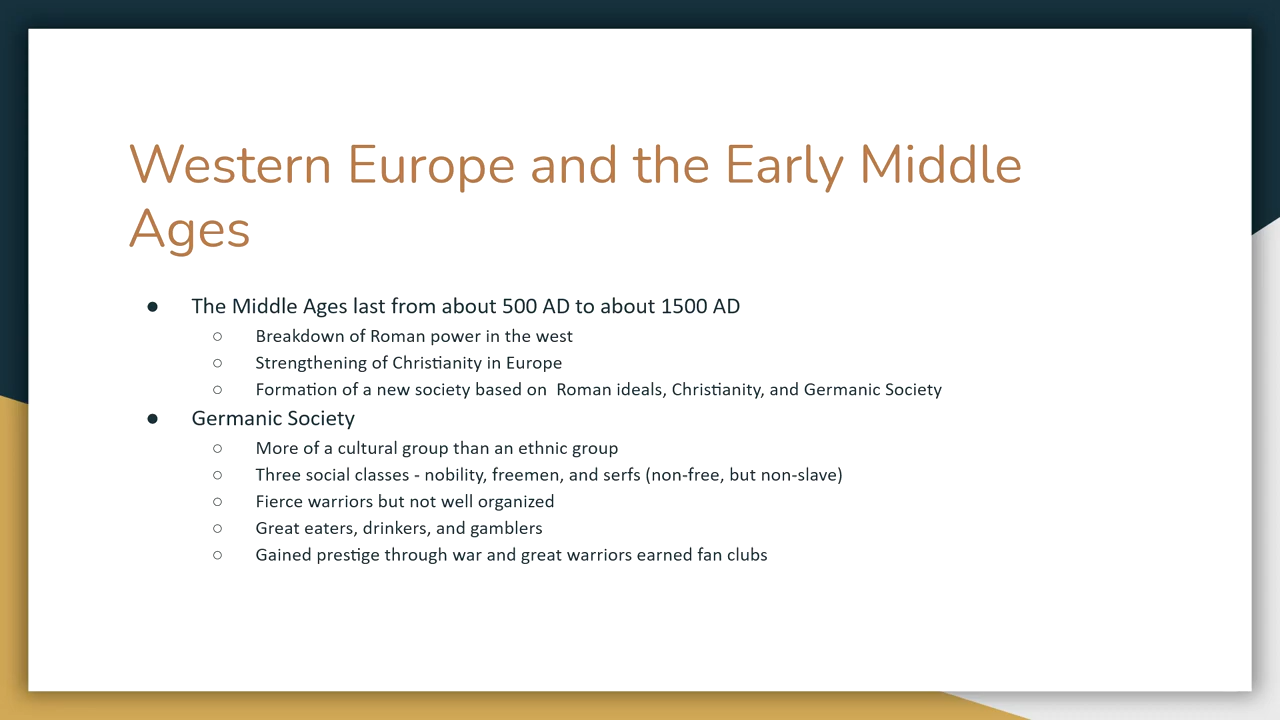 Western Europe and the Early Middle
Ages
● The Middle Ages last from about 500 AD to about 1500 AD
○ Breakdown of Roman power in the west
○ Strengthening of Christianity in Europe
○ Formation of a new society based on  Roman ideals, Christianity, and Germanic Society
● Germanic Society
○ More of a cultural group than an ethnic group
○ Three social classes - nobility, freemen, and serfs (non-free, but non-slave)
○ Fierce warriors but not well organized
○ Great eaters, drinkers, and gamblers
○ Gained prestige through war and great warriors earned fan clubs